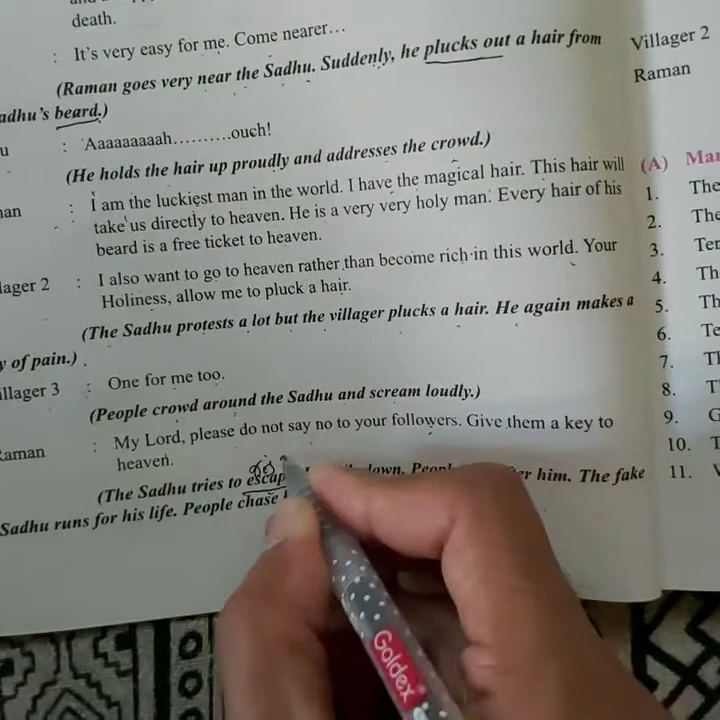 death.
: It's very easy for me. Come nearer...
(Raman goes very near the Sadhu. Suddenly, he plucks out a hair from
adhu's beard.)
u : 'Aaaaaaaaah..........ouch!
(He holds the hair up proudly and addresses the crowd.)
nan : I am the luckiest man in the world. I have the magical hair. This hair will
take us directly to heaven. He is a very very holy man. Every hair of his
beard is a free ticket to heaven.
lager 2 : I also want to go to heaven rather than become rich in this world. Your
Holiness, allow me to pluck a hair.
(The Sadhu protests a lot but the villager plucks a hair. He again makes a
y of pain.)
illager 3 : One for me too.
(People crowd around the Sadhu and scream loudly.)
Raman : My Lord, please do not say no to your followers. Give them a key to
heaven.
(The Sadhu tries to escap down. him. The fake
Sadhu runs for his life. People chase
Villager 2
Raman
(A) Mar
1. The
2. The
3. Ter
4. Th
5. Th
6. Te
7. Th
8. T
9. G
10. T
11. V
Goldex